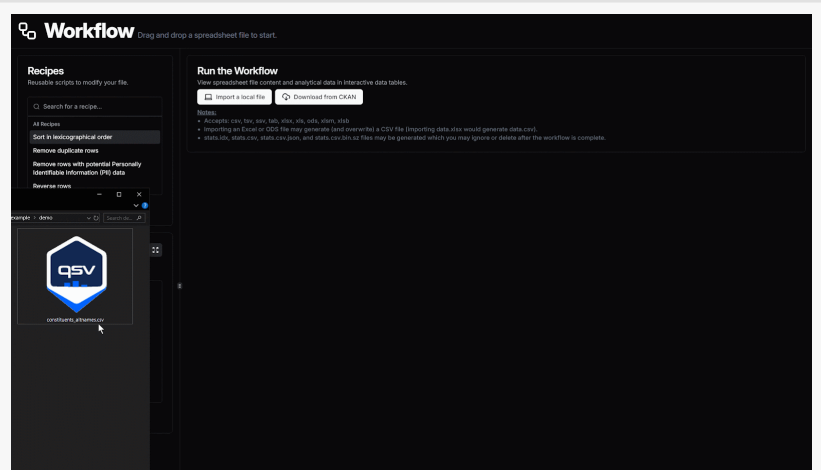 Workflow Drag and drop a spreadsheet file to start.
Recipes
Reusable scripts to modify your file.
Search for a recipe...
All Recipes
Sort in lexicographical order
Remove duplicate rows
Remove rows with potential Personally
Identifiable Information (PII) data
Reverse rows
Run the Workflow
View spreadsheet file content and analytical data in interactive data tables.
Import a local file
Download from CKAN
Notes:
• Accepts: csv, tsv, ssv, tab, xlsx, xls, ods, xlsm, xlsb
• Importing an Excel or ODS file may generate (and overwrite) a CSV file (importing data.xlsx would generate data.csv).
• stats.idx, stats.csv, stats.csv.json, and stats.csv.bin.sz files may be generated which you may ignore or delete after the workflow is complete.
example > demo
Search de...
qsv
constituents_altnames.csv